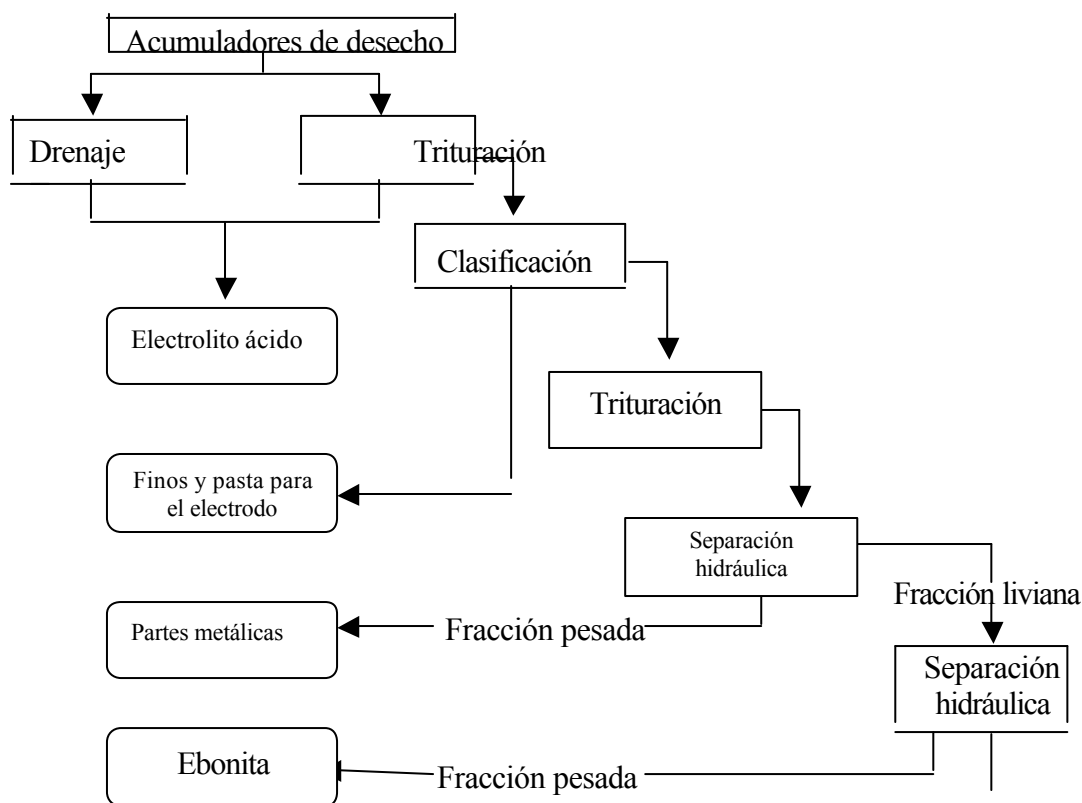 Acumuladores de desecho
Drenaje
Trituración
Clasificación
Electrolito ácido
Trituración
Finos y pasta para
el electrodo
Separación
hidráulica
Fracción liviana
Partes metálicas
Fracción pesada
Separación
hidráulica
Ebonita
Fracción pesada